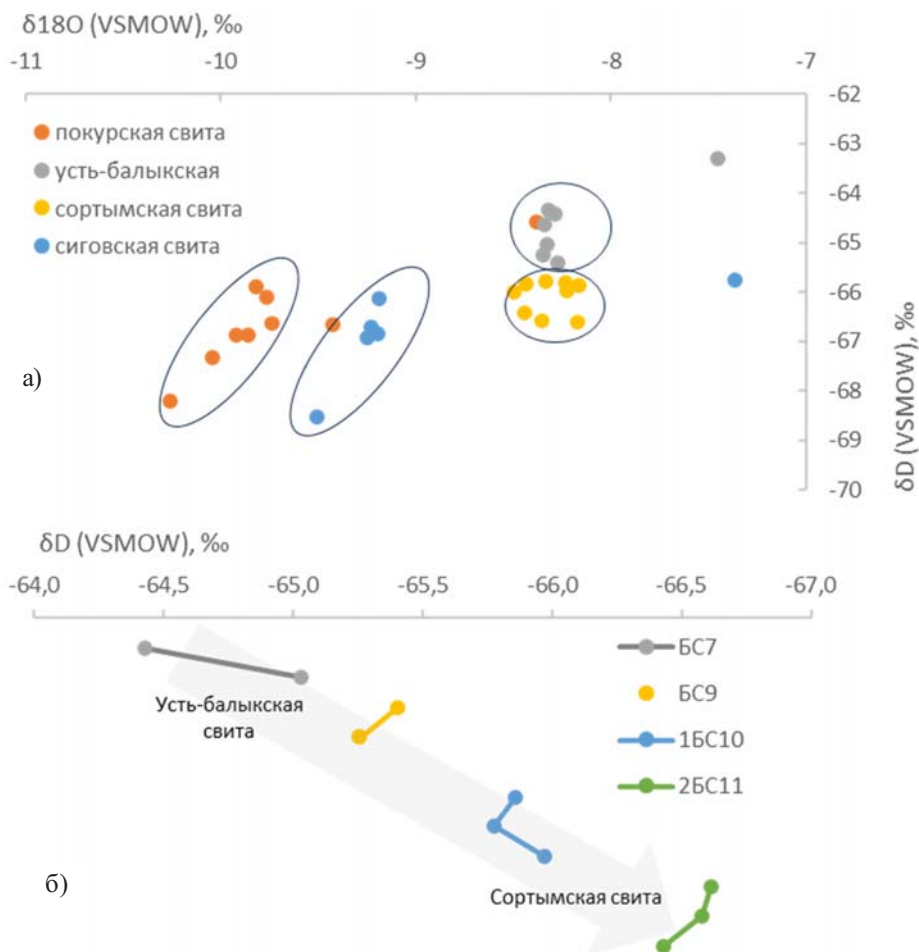 δ18O (VSMOW), ‰
-11 -10 -9 -8 -7
-62
-63
-64
-65
-66
-67
-68
-69
-70
δD (VSMOW), ‰
покурская свита
усть-балыкская
сортымская свита
сиговская свита
а)
δD (VSMOW), ‰
-64,0 -64,5 -65,0 -65,5 -66,0 -66,5 -67,0
БС7
БС9
1БС10
2БС11
Усть-балыкская
свита
Сортымская свита
б)